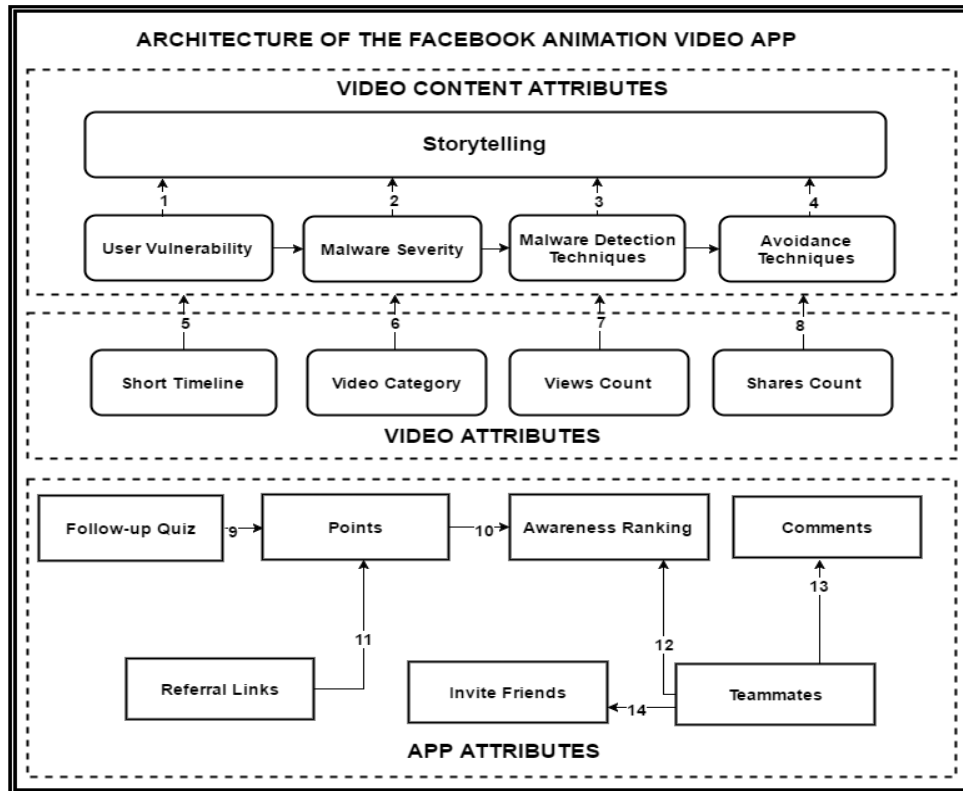 ARCHITECTURE OF THE FACEBOOK ANIMATION VIDEO APP
VIDEO CONTENT ATTRIBUTES
Storytelling
1
2
3
4
User Vulnerability
Malware Severity
Malware Detection
Techniques
Avoidance
Techniques
5
6
7
8
Short Timeline
Video Category
Views Count
Shares Count
VIDEO ATTRIBUTES
Follow-up Quiz
9
Points
10
Awareness Ranking
Comments
13
11
12
Referral Links
Invite Friends
14
Teammates
APP ATTRIBUTES